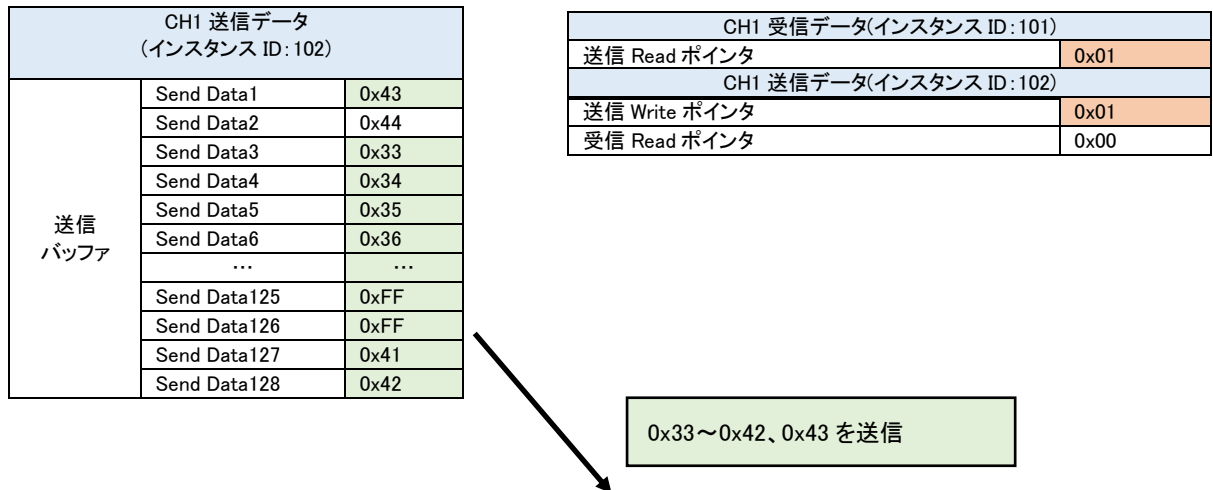 CH1 送信データ
(インスタンス ID:102)
送信
バッファ
Send Data1 0x43
Send Data2 0x44
Send Data3 0x33
Send Data4 0x34
Send Data5 0x35
Send Data6 0x36
… …
Send Data125 0xFF
Send Data126 0xFF
Send Data127 0x41
Send Data128 0x42
CH1 受信データ(インスタンス ID:101)
送信 Read ポインタ 0x01
CH1 送信データ(インスタンス ID:102)
送信 Write ポインタ 0x01
受信 Read ポインタ 0x00
0x33～0x42、0x43 を送信